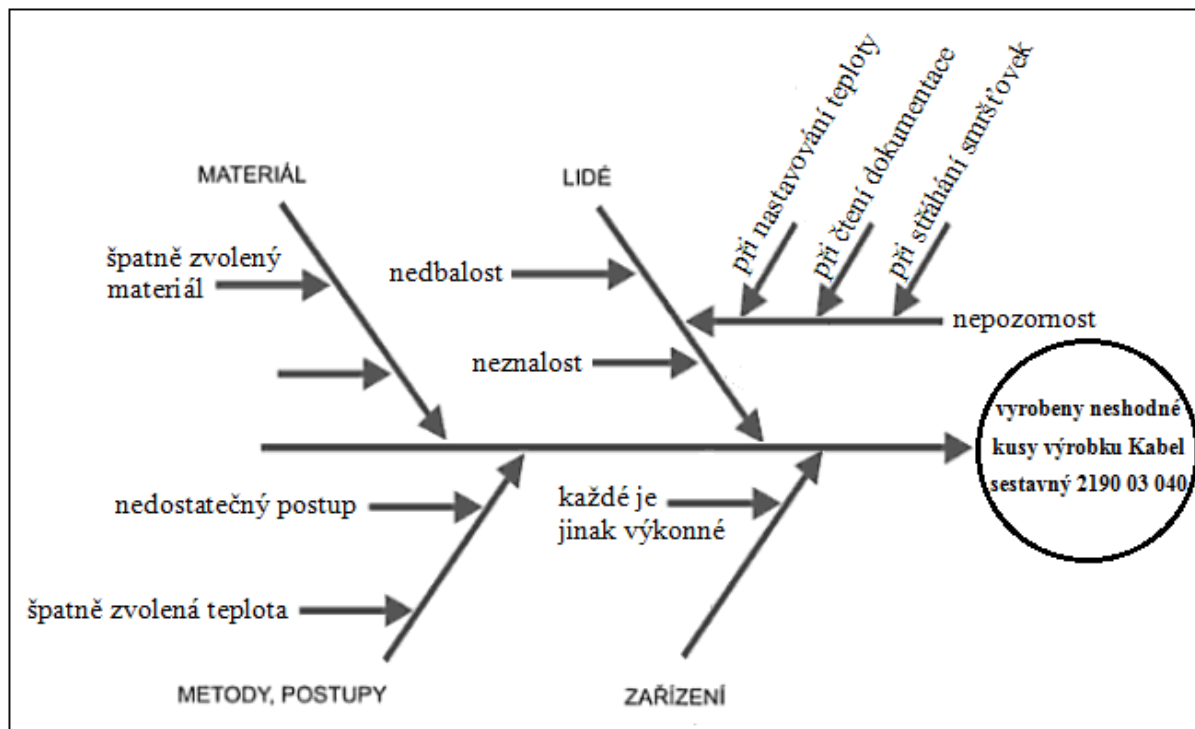 při nastavování teploty
při čtení dokumentace
při stříhání smršťovek
MATERIÁL
LIDÉ
špatně zvolený
materiál
nedbalost
nepozornost
neznalost
vyrobeny neshodné
kusy výrobku Kabel
sestavný 2190 03 040
nedostatečný postup
každé je
jinak výkonné
špatně zvolená teplota
METODY, POSTUPY
ZAŘÍZENÍ